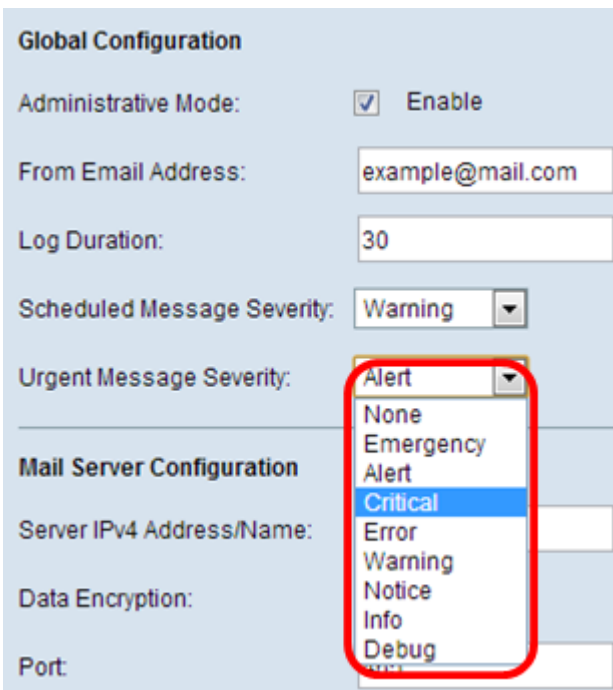 Global Configuration
Administrative Mode: Enable
From Email Address: example@mail.com
Log Duration: 30
Scheduled Message Severity: Warning
Urgent Message Severity: Alert
None
Emergency
Alert
Critical
Error
Warning
Notice
Info
Debug
Mail Server Configuration
Server IPv4 Address/Name:
Data Encryption:
Port: